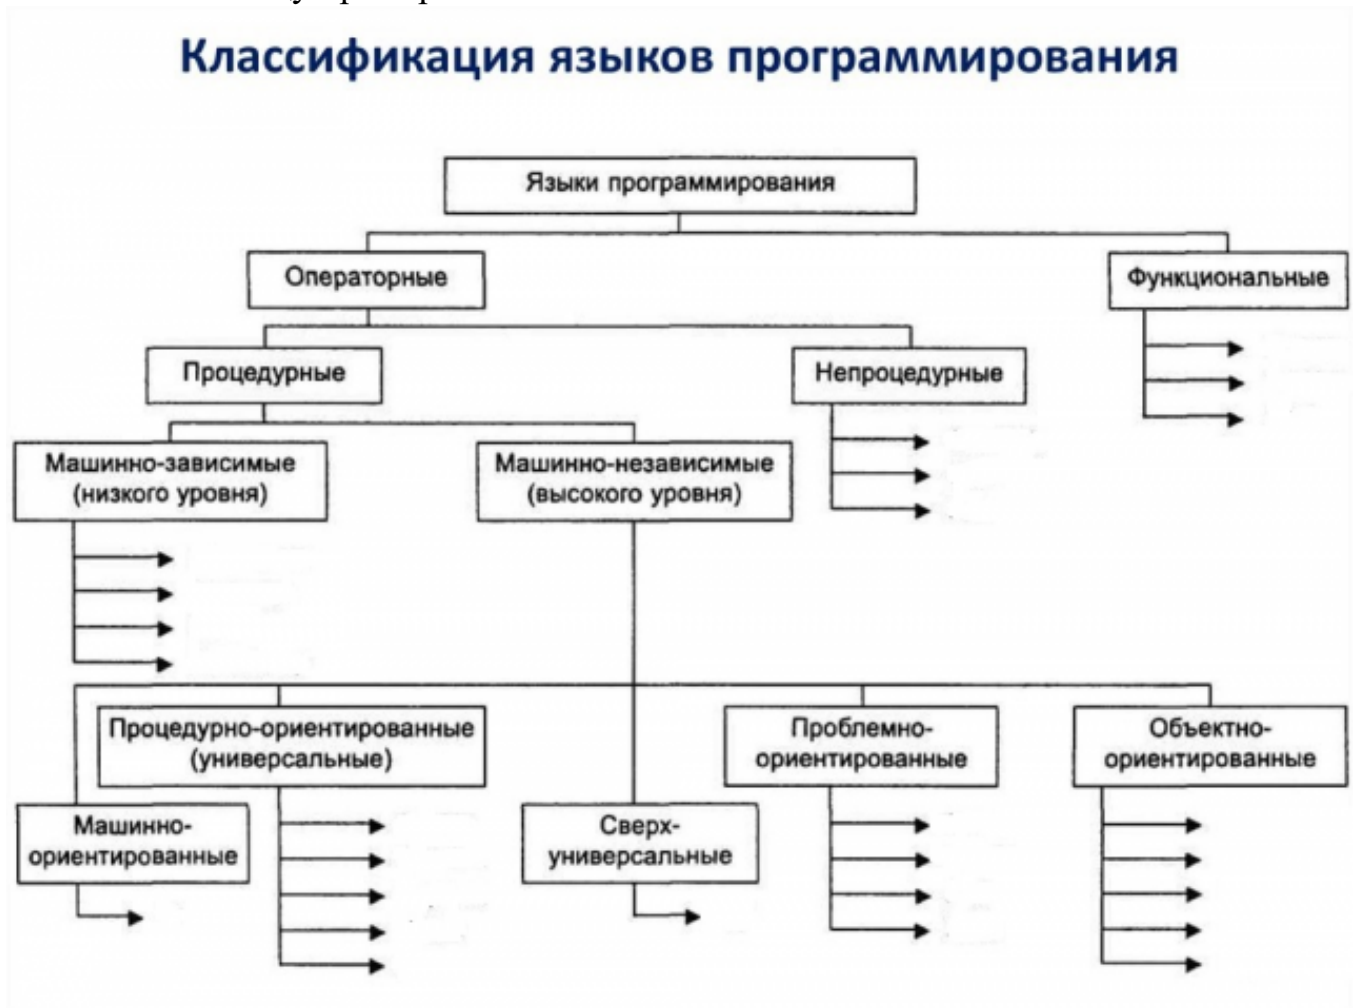 Классификация языков программирования
Языки программирования
Операторные
Функциональные
Процедурные
Непроцедурные
Машинно-зависимые
(низкого уровня)
Машинно-независимые
(высокого уровня)
Процедурно-ориентированные
(универсальные)
Проблемно-
ориентированные
Объектно-
ориентированные
Машинно-
ориентированные
Сверх-
универсальные